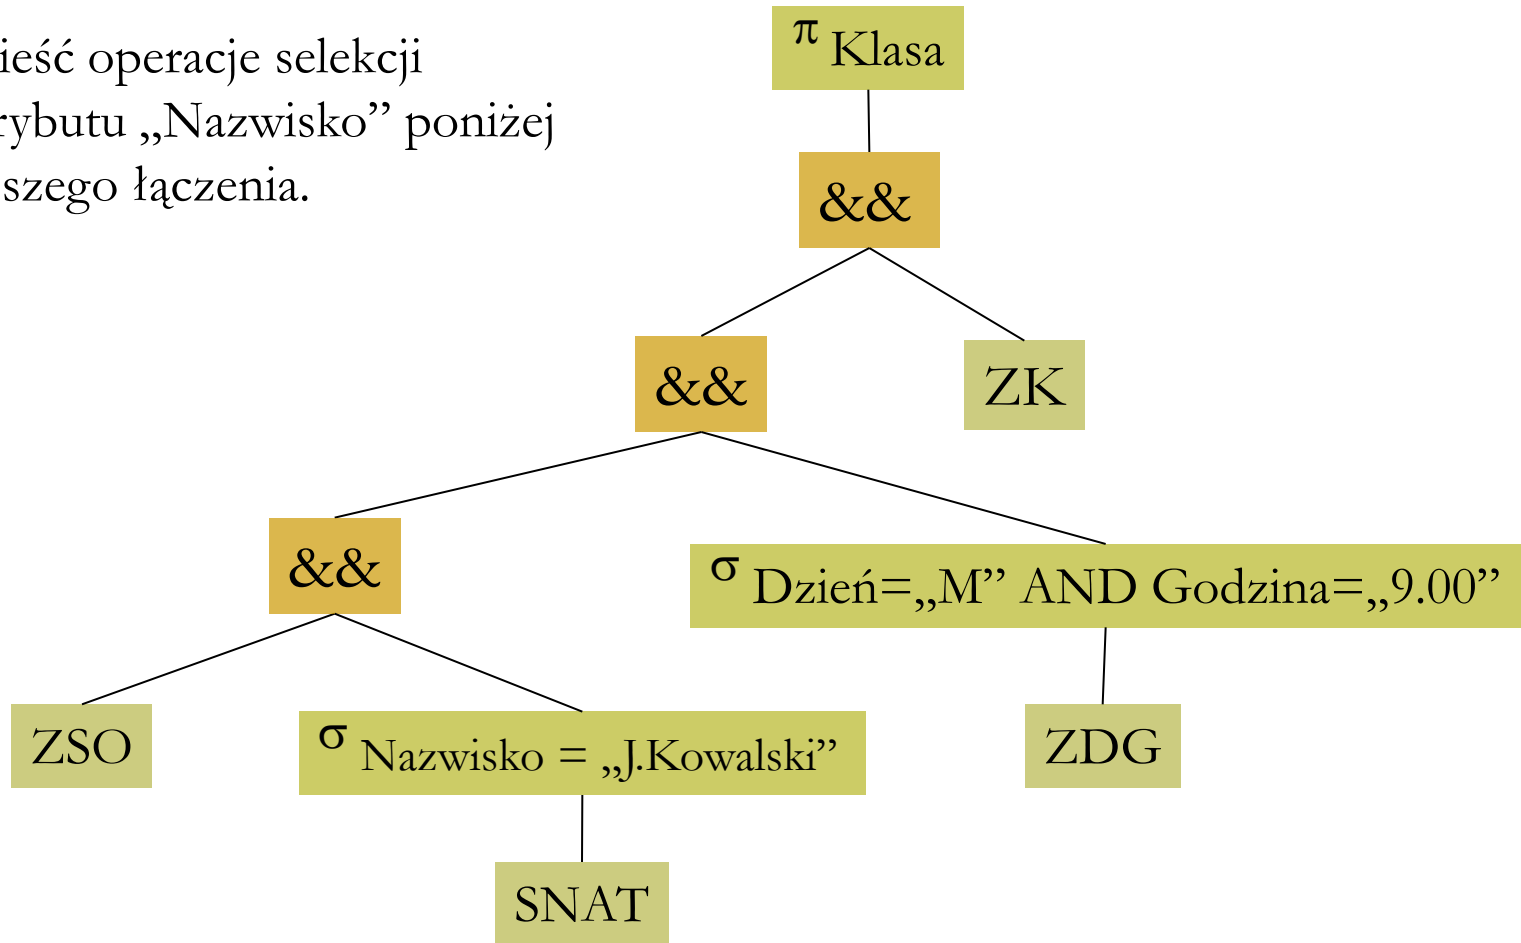 ieść operacje selekcji
rybutu „Nazwisko” poniżej
szego łączenia.
π Klasa
&&
&&
ZK
&&
σ Dzień=„M” AND Godzina=„9.00”
ZSO
σ Nazwisko = „J.Kowalski”
ZDG
SNAT